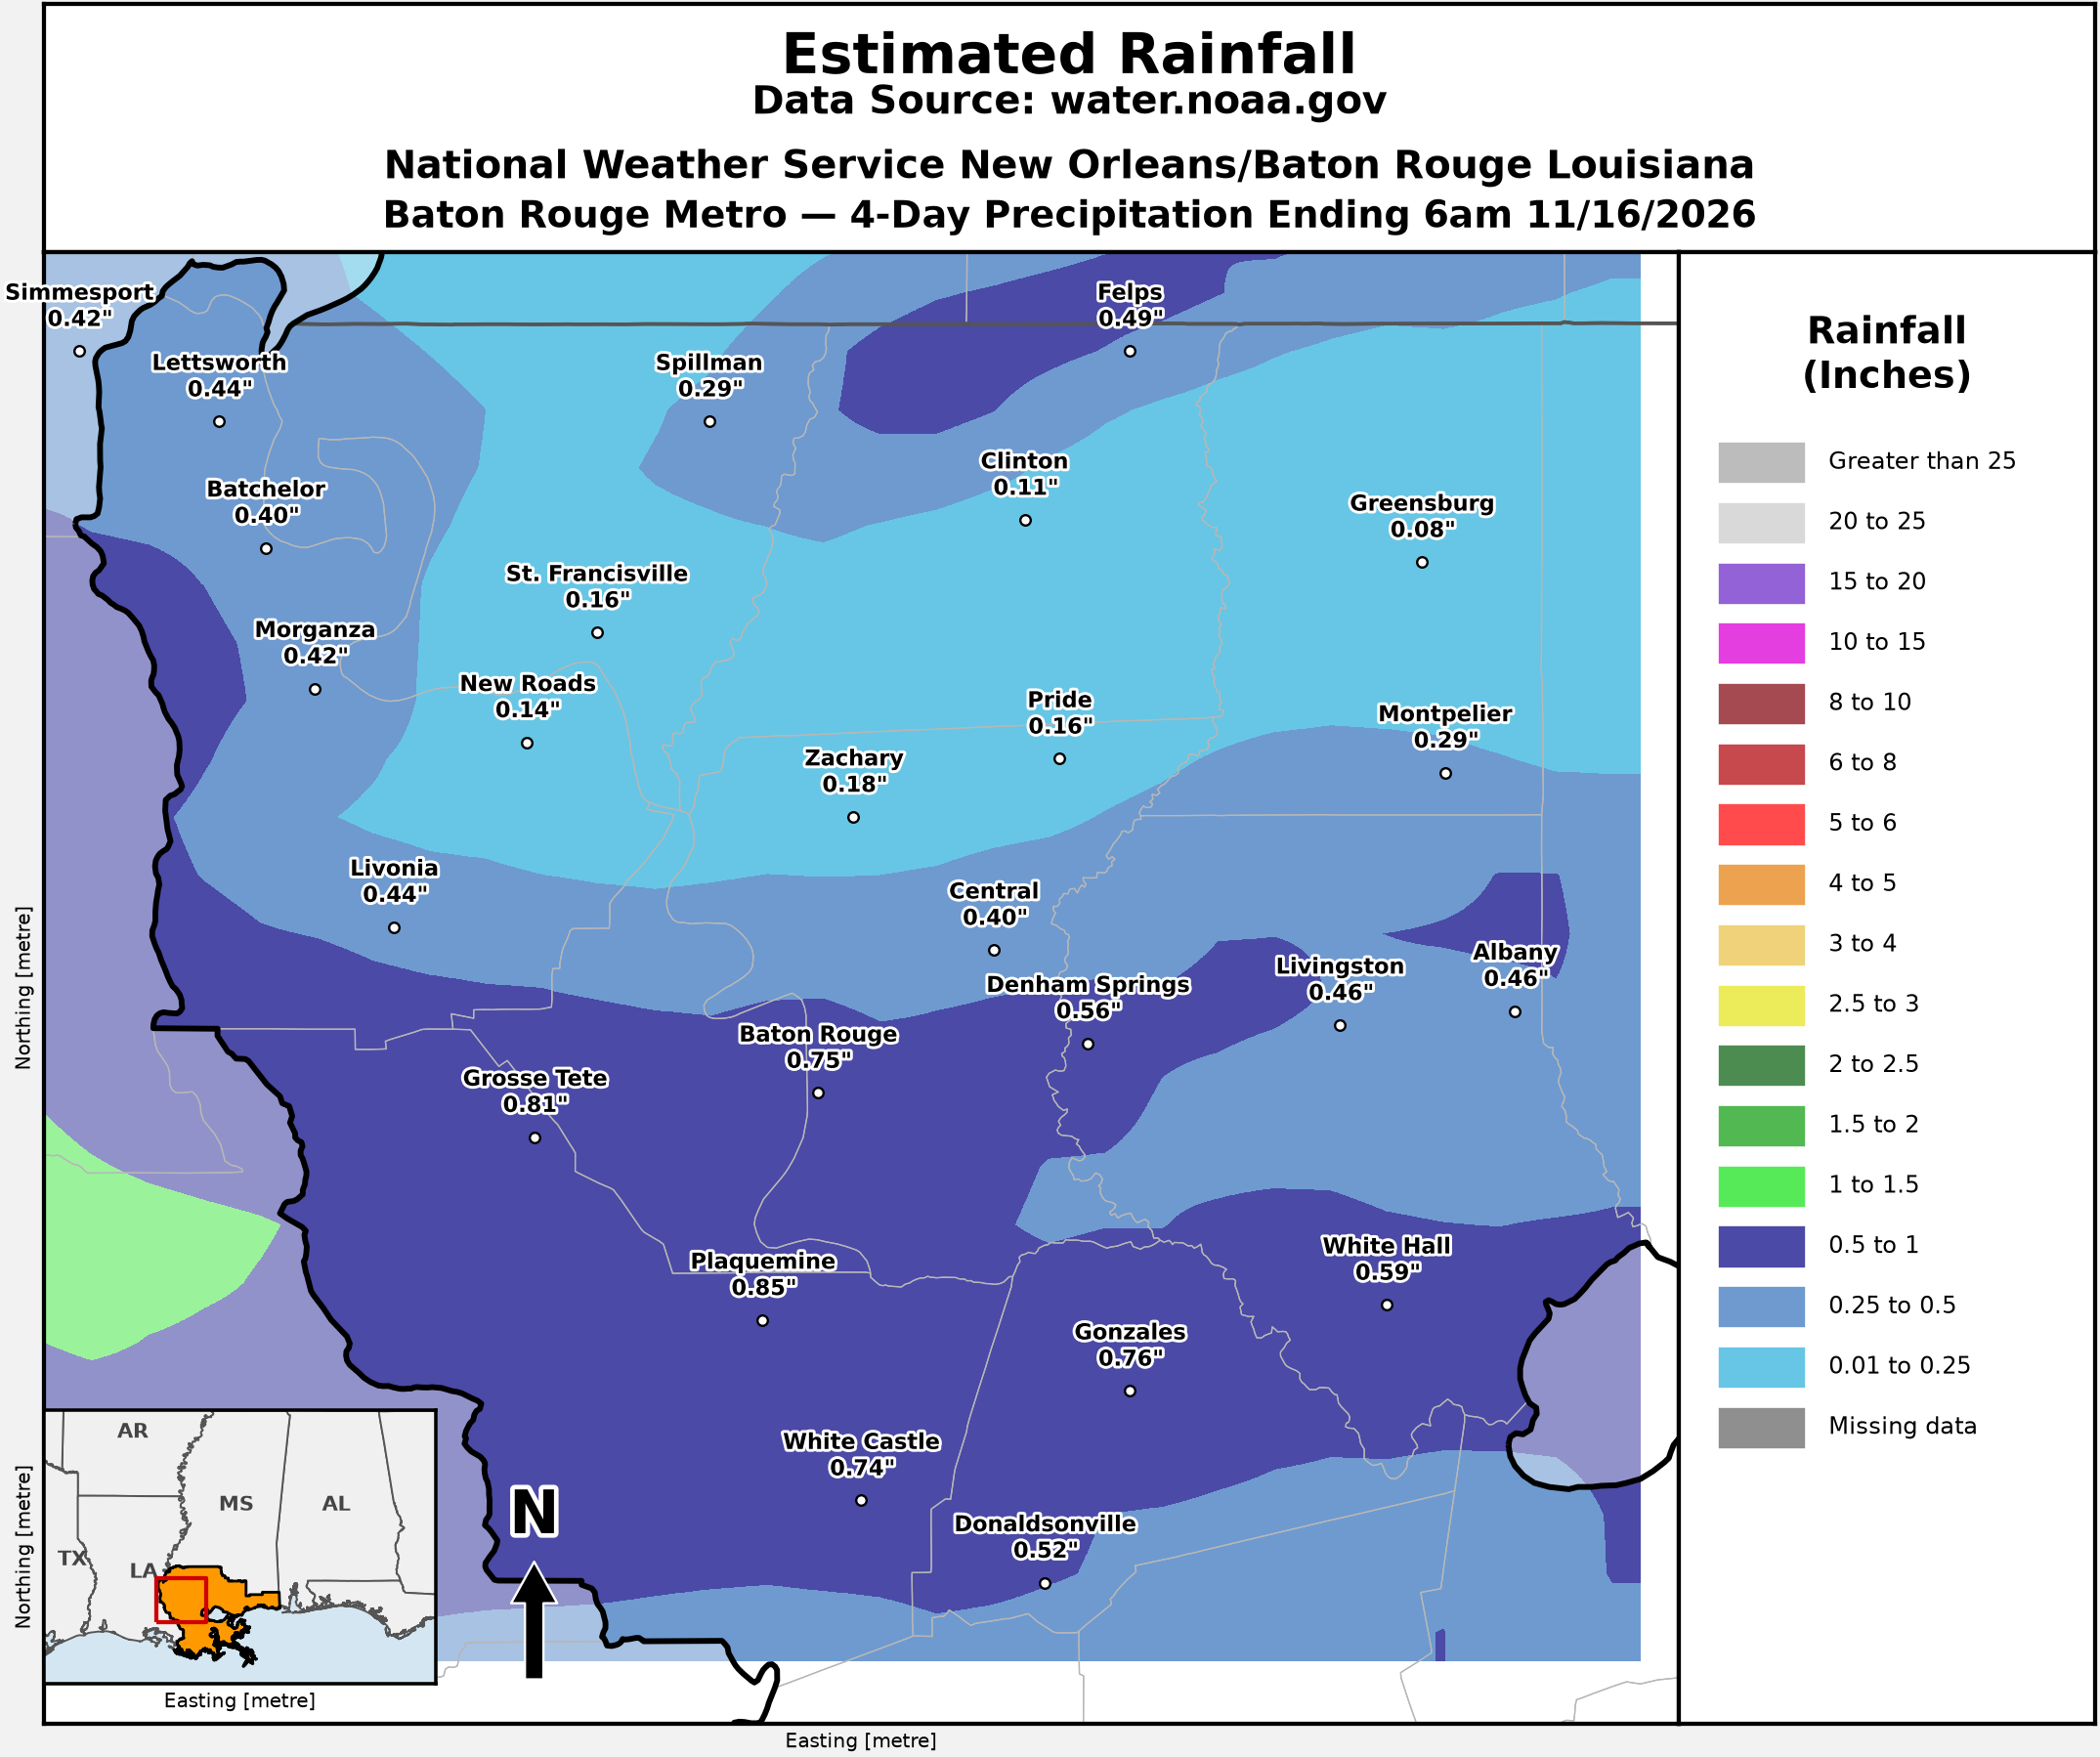 Estimated Rainfall
Data Source: water.noaa.gov
National Weather Service New Orleans/Baton Rouge Louisiana
Baton Rouge Metro — 4-Day Precipitation Ending 6am 11/16/2026
Simmesport
0.42"
Felps
0.49"
Lettsworth
0.44"
Spillman
0.29"
Clinton
0.11"
Batchelor
0.40"
Greensburg
0.08"
St. Francisville
0.16"
Morganza
0.42"
New Roads
0.14"
Pride
0.16"
Montpelier
0.29"
Zachary
0.18"
Livonia
0.44"
Central
0.40"
Albany
0.46"
Livingston
0.46"
Denham Springs
0.56"
Baton Rouge
0.75"
Grosse Tete
0.81"
White Hall
0.59"
Plaquemine
0.85"
Gonzales
0.76"
White Castle
0.74"
Donaldsonville
0.52"
N
AR
MS
AL
TX
LA
Easting [metre]
Northing [metre]
Easting [metre]
Northing [metre]
Rainfall
(Inches)
Greater than 25
20 to 25
15 to 20
10 to 15
8 to 10
6 to 8
5 to 6
4 to 5
3 to 4
2.5 to 3
2 to 2.5
1.5 to 2
1 to 1.5
0.5 to 1
0.25 to 0.5
0.01 to 0.25
Missing data